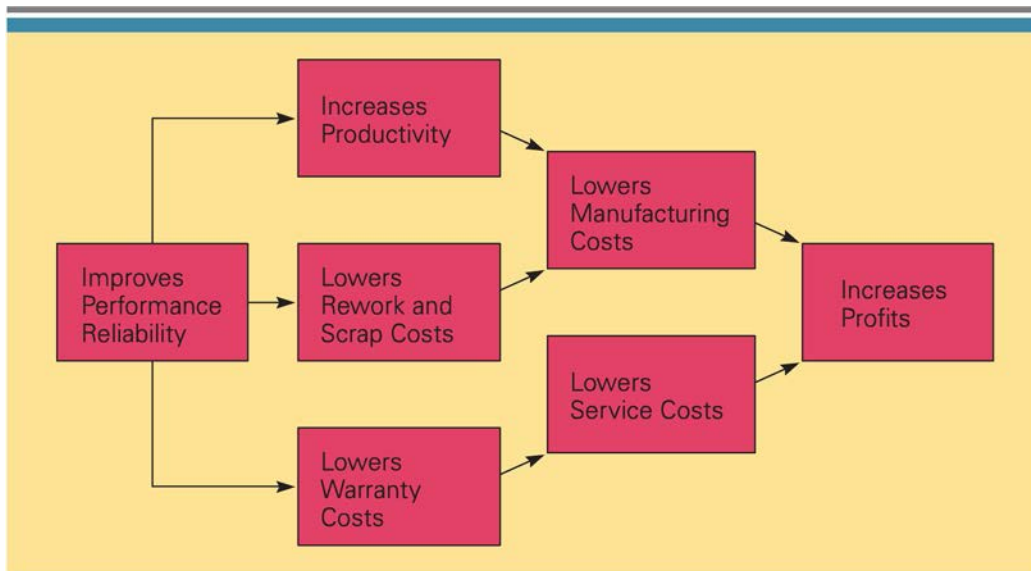 Increases
Productivity
Lowers
Manufacturing
Costs
Improves
Performance
Reliability
Lowers
Rework and
Scrap Costs
Increases
Profits
Lowers
Service Costs
Lowers
Warranty
Costs